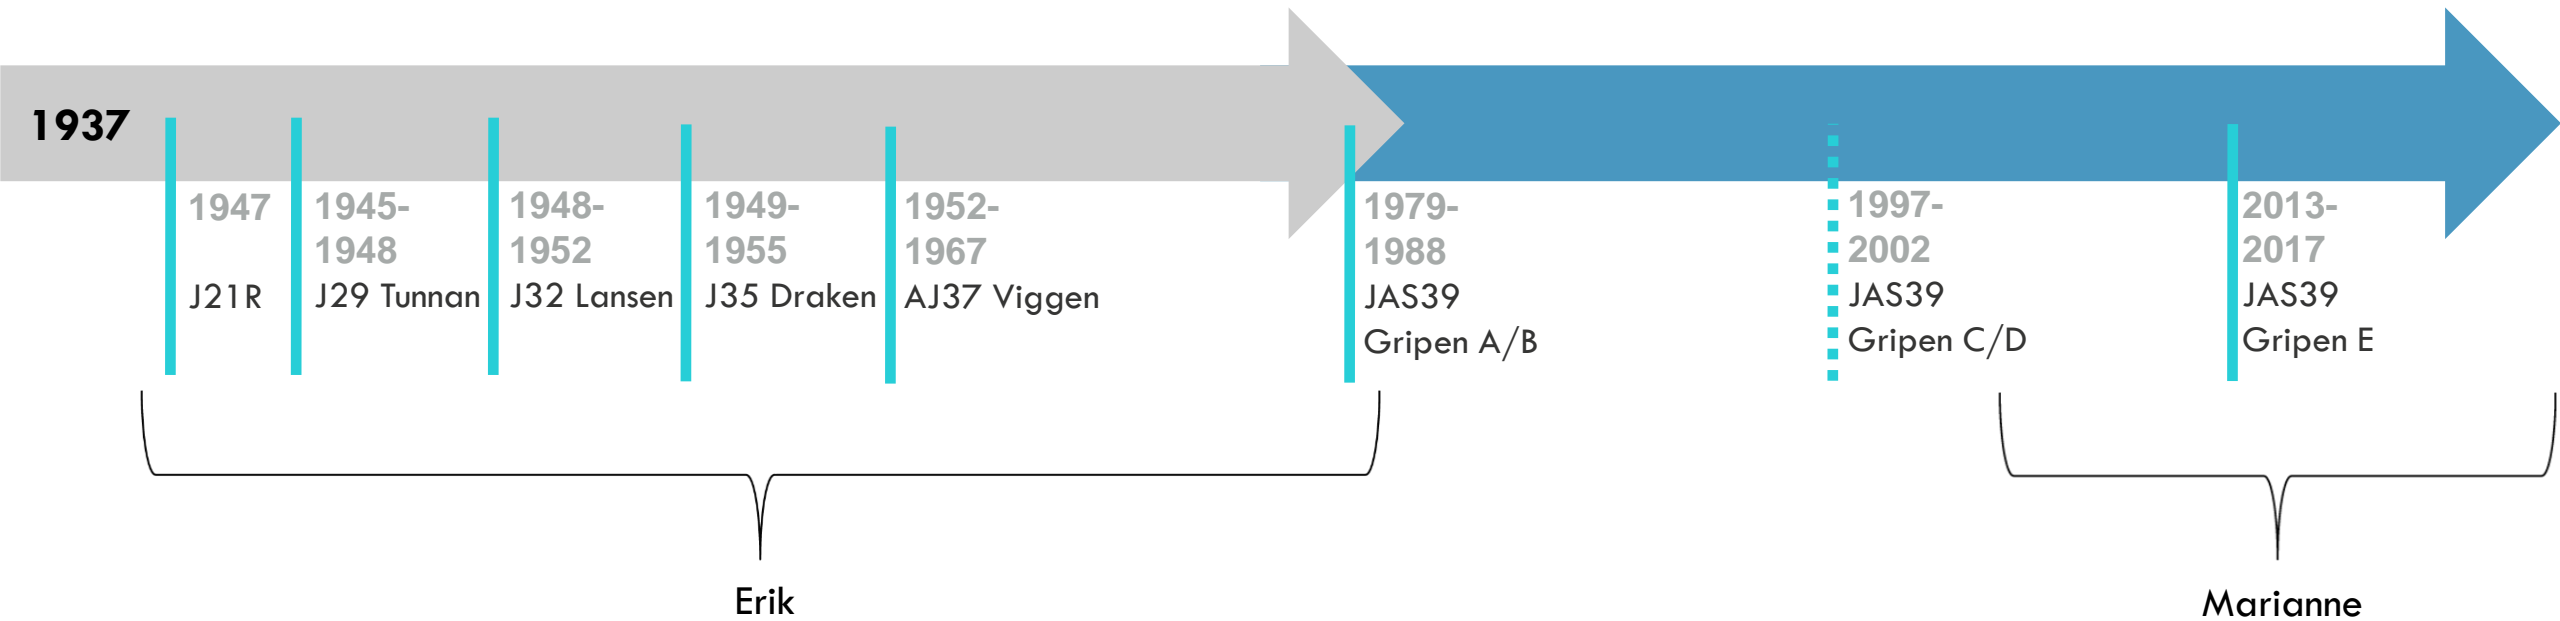 1937
1947
J21R
1945-
1948
J29 Tunnan
1948-
1952
J32 Lansen
1949-
1955
J35 Draken
1952-
1967
AJ37 Viggen
1979-
1988
JAS39
Gripen A/B
1997-
2002
JAS39
Gripen C/D
2013-
2017
JAS39
Gripen E
Erik
Marianne